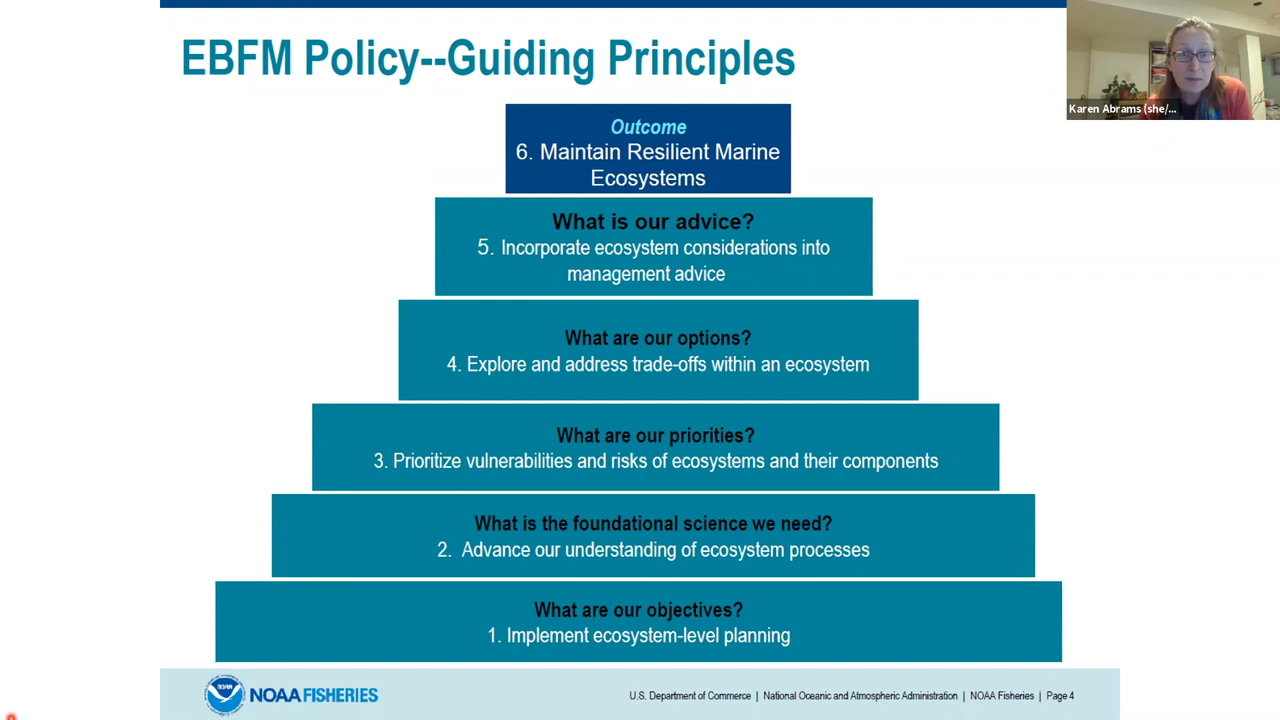 EBFM Policy--Guiding Principles
Karen Abrams (she/...
Outcome
6. Maintain Resilient Marine
Ecosystems
What is our advice?
5. Incorporate ecosystem considerations into
management advice
What are our options?
4. Explore and address trade-offs within an ecosystem
What are our priorities?
3. Prioritize vulnerabilities and risks of ecosystems and their components
What is the foundational science we need?
2. Advance our understanding of ecosystem processes
What are our objectives?
1. Implement ecosystem-level planning
NOAA
NOAA FISHERIES
U.S. Department of Commerce | National Oceanic and Atmospheric Administration | NOAA Fisheries | Page 4